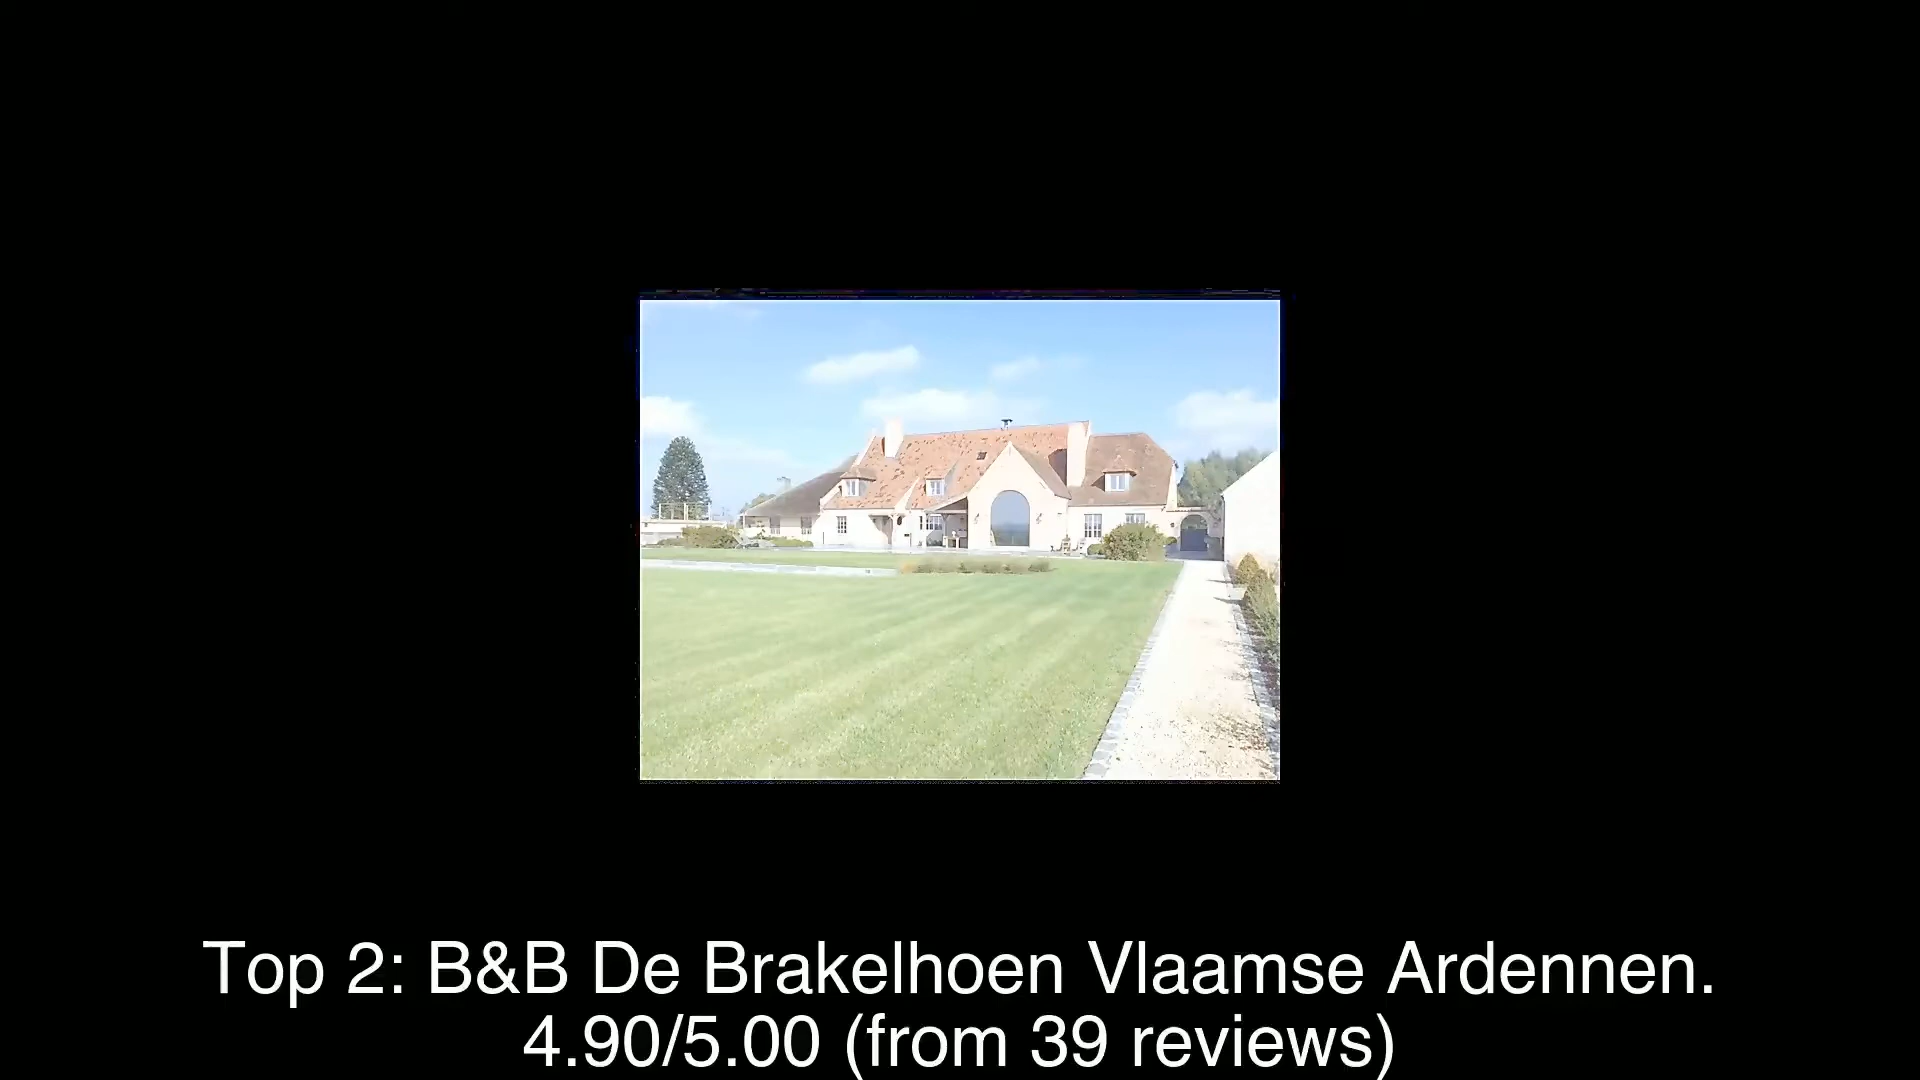 Top 2: B&B De Brakelhoen Vlaamse Ardennen.
4.90/5.00 (from 39 reviews)